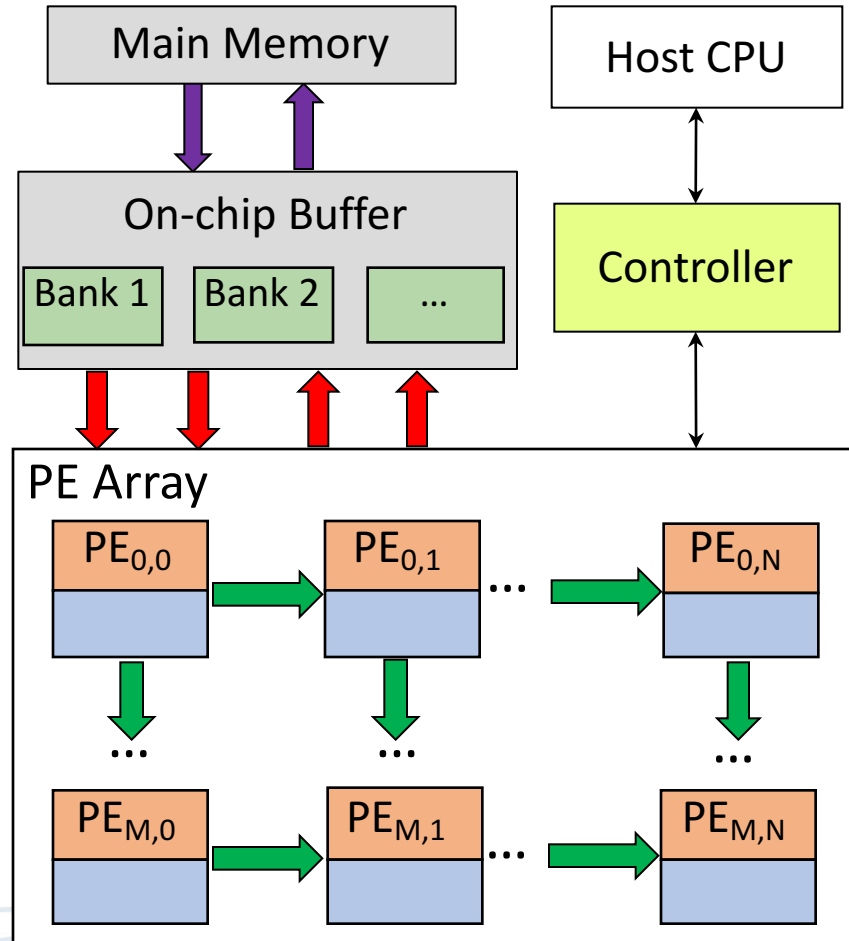 Main Memory
Host CPU
On-chip Buffer
Controller
Bank 1
Bank 2
...
PE Array
PE0,0
PE0,1
...
PE0,N
...
...
...
PEM,0
PEM,1
...
PEM,N